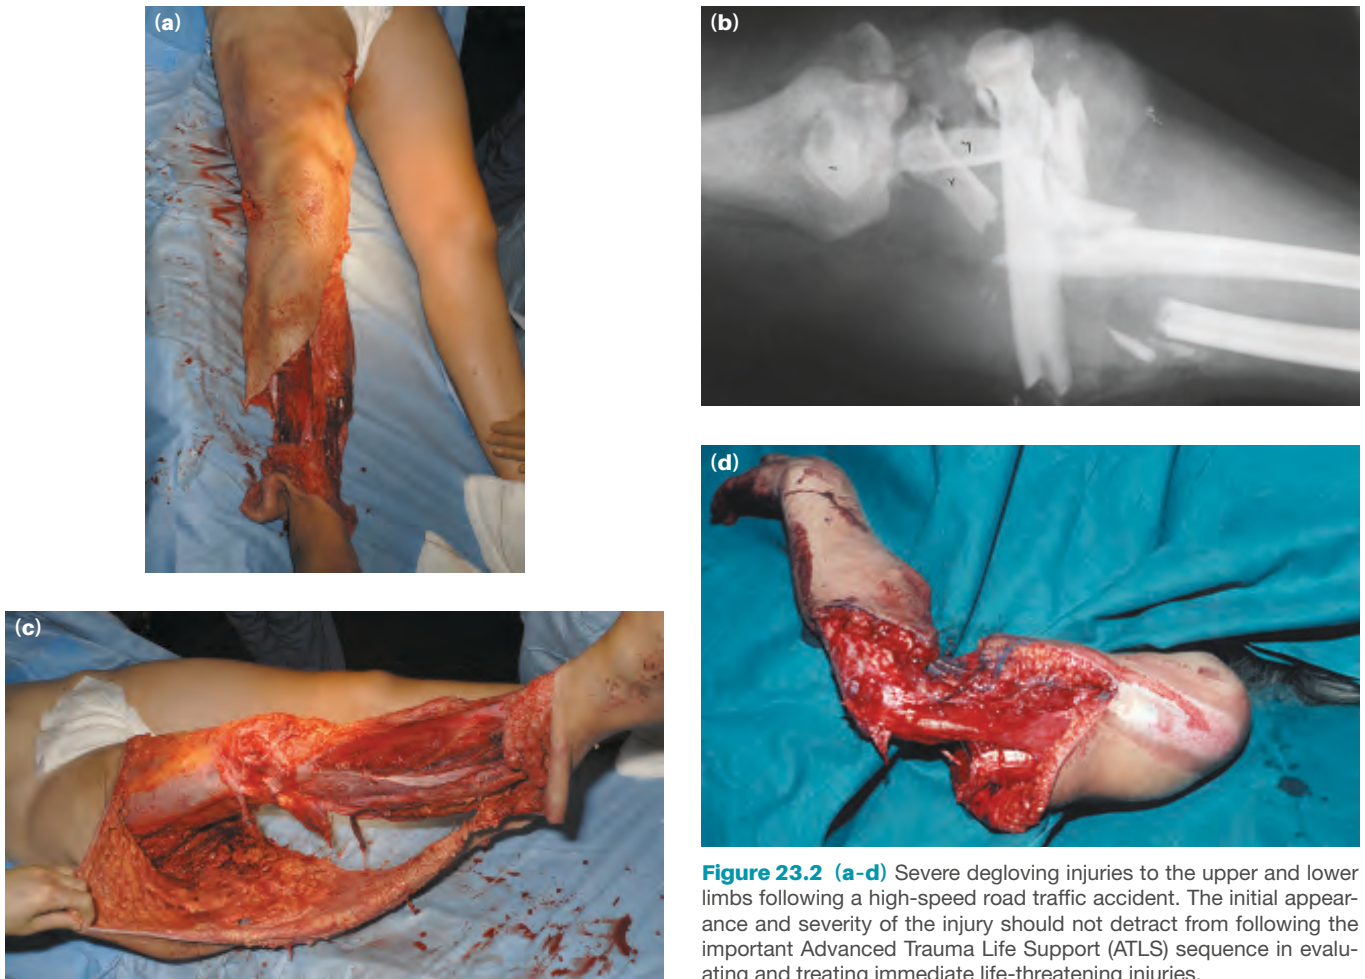 (a)
(b)
(c)
(d)
Figure 23.2 (a-d) Severe degloving injuries to the upper and lower
limbs following a high-speed road traffic accident. The initial appear-
ance and severity of the injury should not detract from following the
important Advanced Trauma Life Support (ATLS) sequence in evalu-
ating and treating immediate life-threatening injuries.